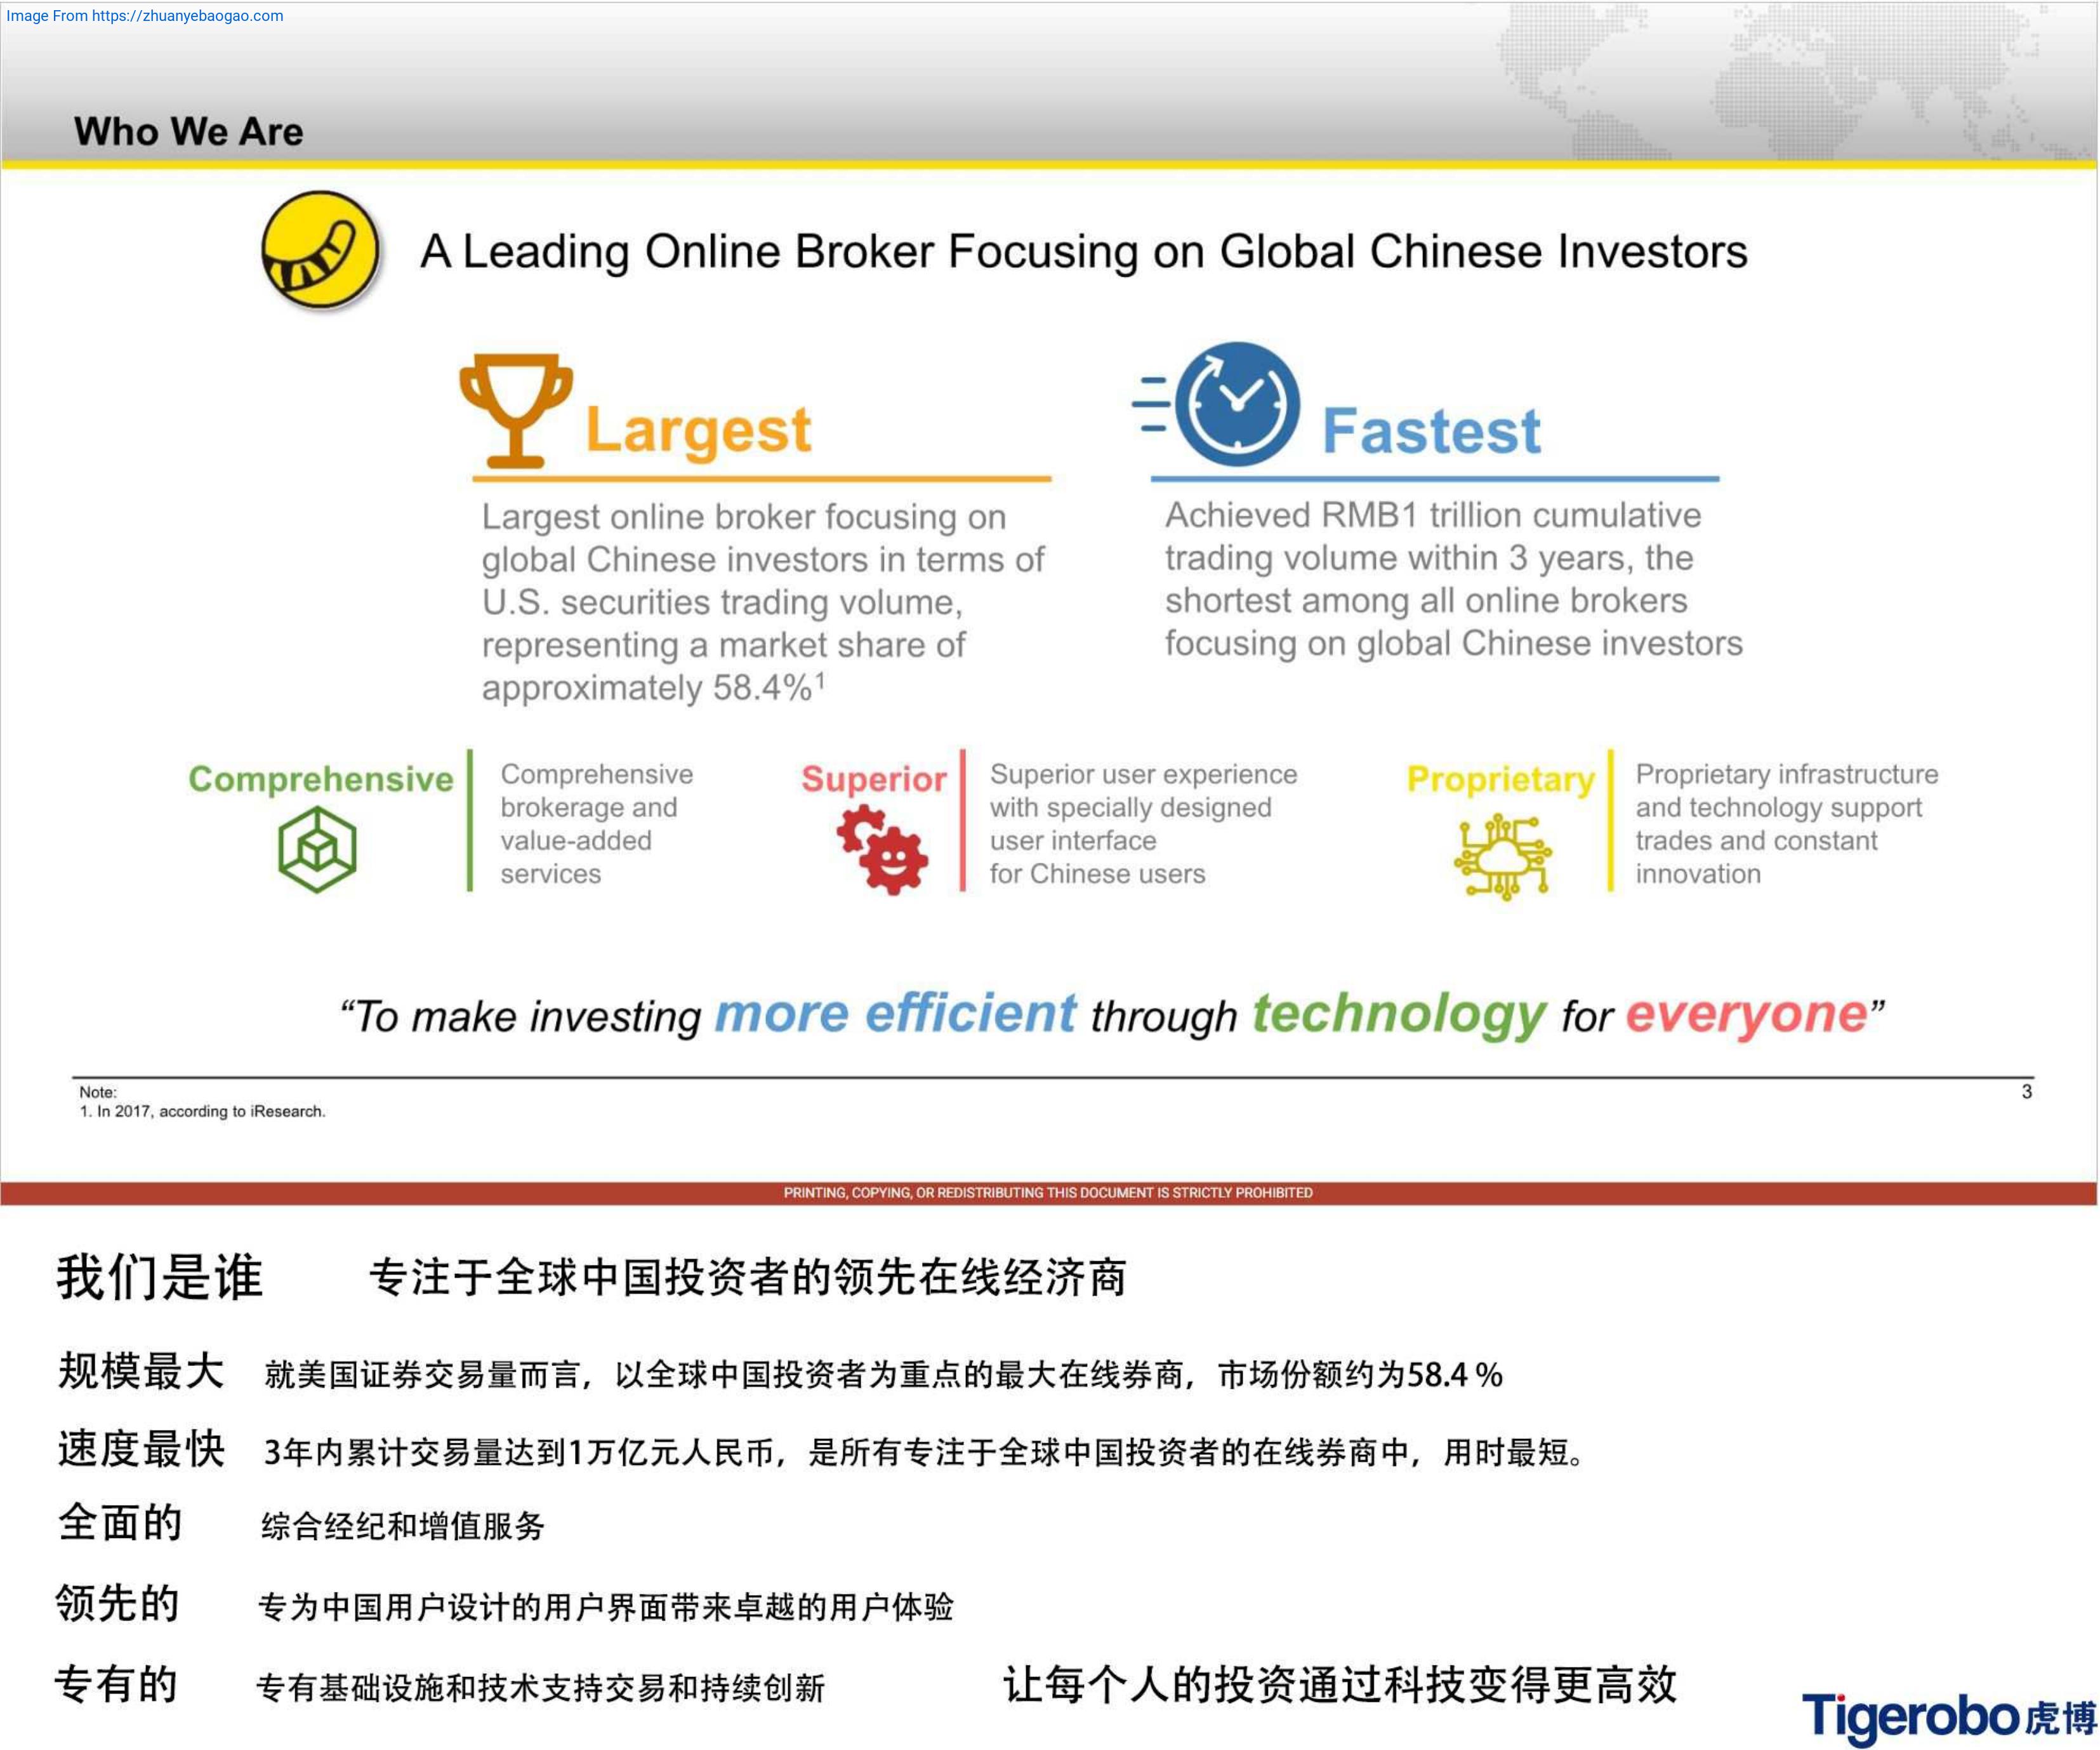 Image From https://zhuanyebaogao.com
Who We Are
A Leading Online Broker Focusing on Global Chinese Investors
Largest
Largest online broker focusing on
global Chinese investors in terms of
U.S. securities trading volume,
representing a market share of
approximately 58.4%¹
Fastest
Achieved RMB1 trillion cumulative
trading volume within 3 years, the
shortest among all online brokers
focusing on global Chinese investors
Comprehensive
Comprehensive
brokerage and
value-added
services
Superior
Superior user experience
with specially designed
user interface
for Chinese users
Proprietary
Proprietary infrastructure
and technology support
trades and constant
innovation
“To make investing more efficient through technology for everyone”
Note:
1. In 2017, according to iResearch.
3
PRINTING, COPYING, OR REDISTRIBUTING THIS DOCUMENT IS STRICTLY PROHIBITED
我们是谁 专注于全球中国投资者的领先在线经济商
规模最大 就美国证券交易量而言，以全球中国投资者为重点的最大在线券商，市场份额约为58.4 %
速度最快 3年内累计交易量达到1万亿元人民币，是所有专注于全球中国投资者的在线券商中，用时最短。
全面的 综合经纪和增值服务
领先的 专为中国用户设计的用户界面带来卓越的用户体验
专有的 专有基础设施和技术支持交易和持续创新 让每个人的投资通过科技变得更高效
Tigerobo虎博